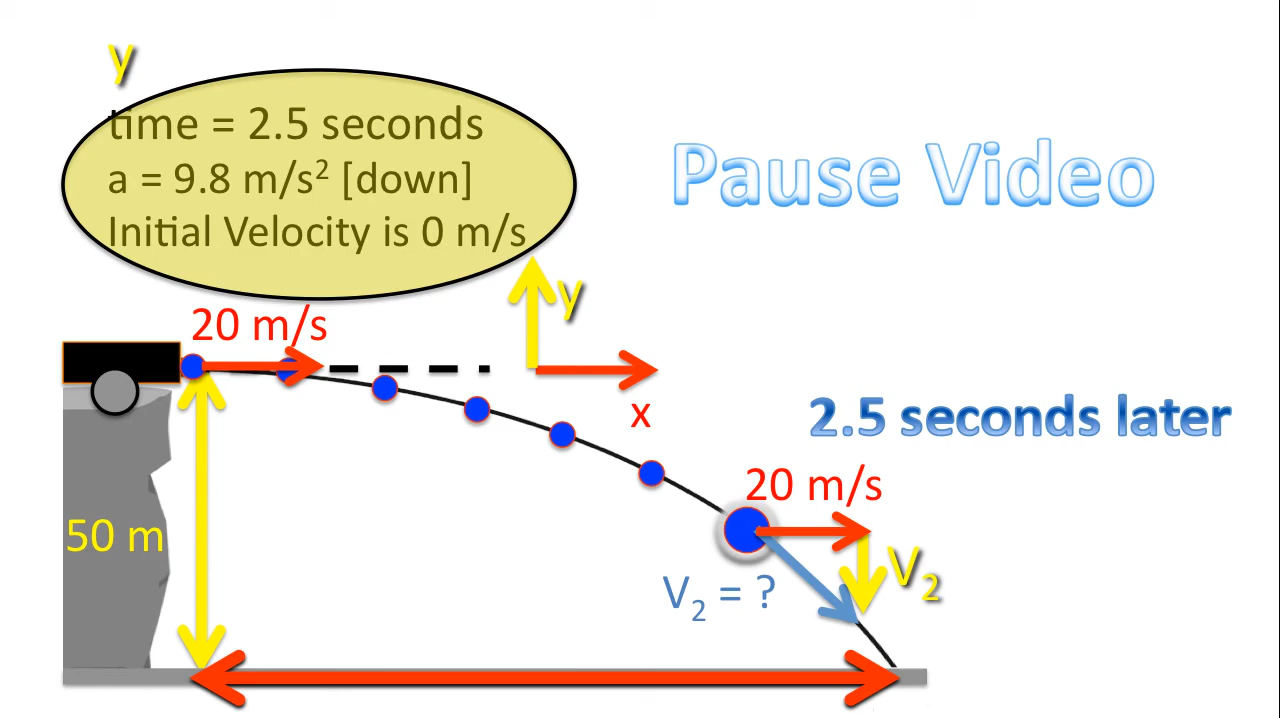 y
time = 2.5 seconds
a = 9.8 m/s² [down]
Initial Velocity is 0 m/s
Pause Video
y
20 m/s
x
2.5 seconds later
20 m/s
50 m
V₂
V₂ = ?